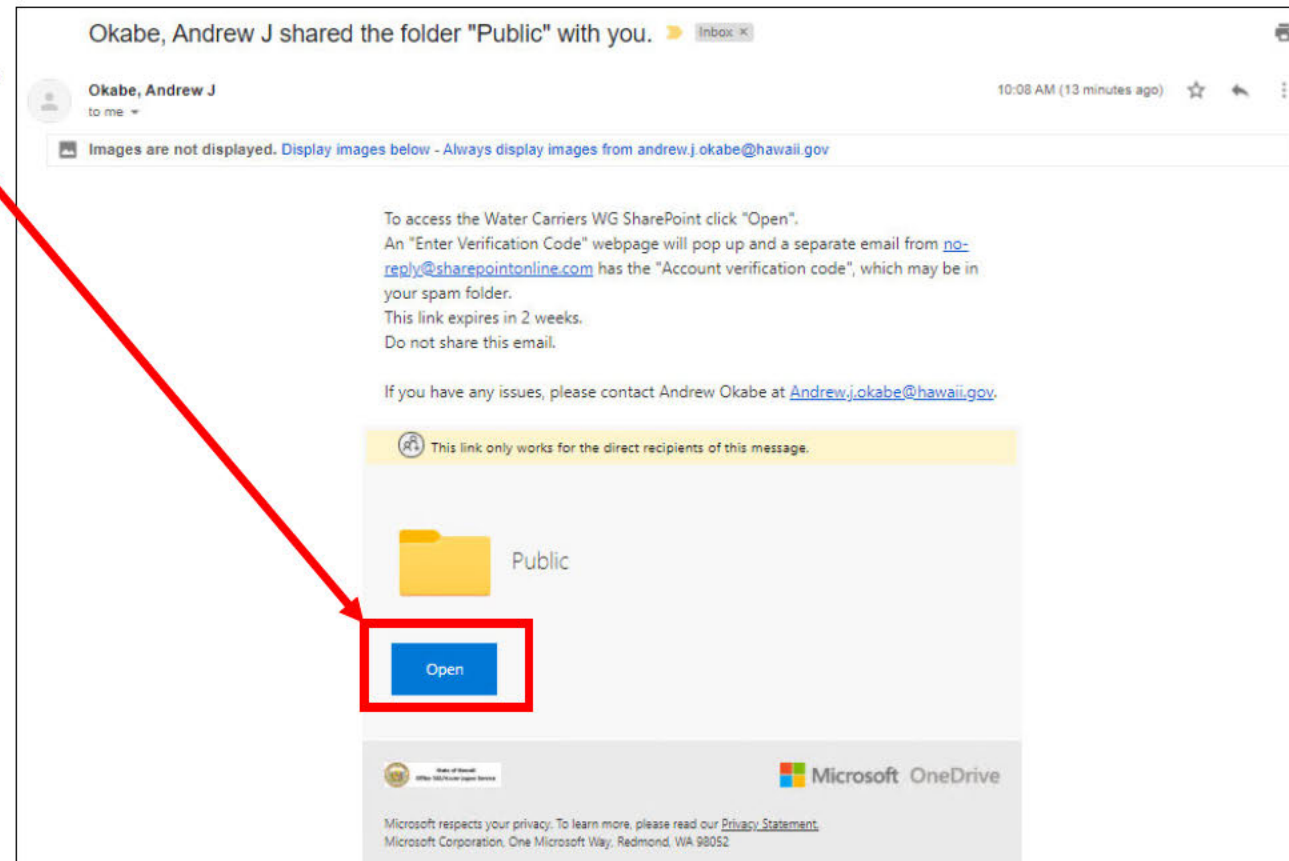 Okabe, Andrew J shared the folder "Public" with you.
Inbox ×
Okabe, Andrew J
10:08 AM (13 minutes ago)
to me
Images are not displayed. Display images below - Always display images from andrew.j.okabe@hawaii.gov
To access the Water Carriers WG SharePoint click "Open".
An "Enter Verification Code" webpage will pop up and a separate email from no-
reply@sharepointonline.com has the "Account verification code", which may be in
your spam folder.
This link expires in 2 weeks.
Do not share this email.
If you have any issues, please contact Andrew Okabe at Andrew.j.okabe@hawaii.gov.
This link only works for the direct recipients of this message.
Public
Open
State of Hawaii
Microsoft OneDrive
Microsoft respects your privacy. To learn more, please read our Privacy Statement.
Microsoft Corporation, One Microsoft Way, Redmond, WA 98052